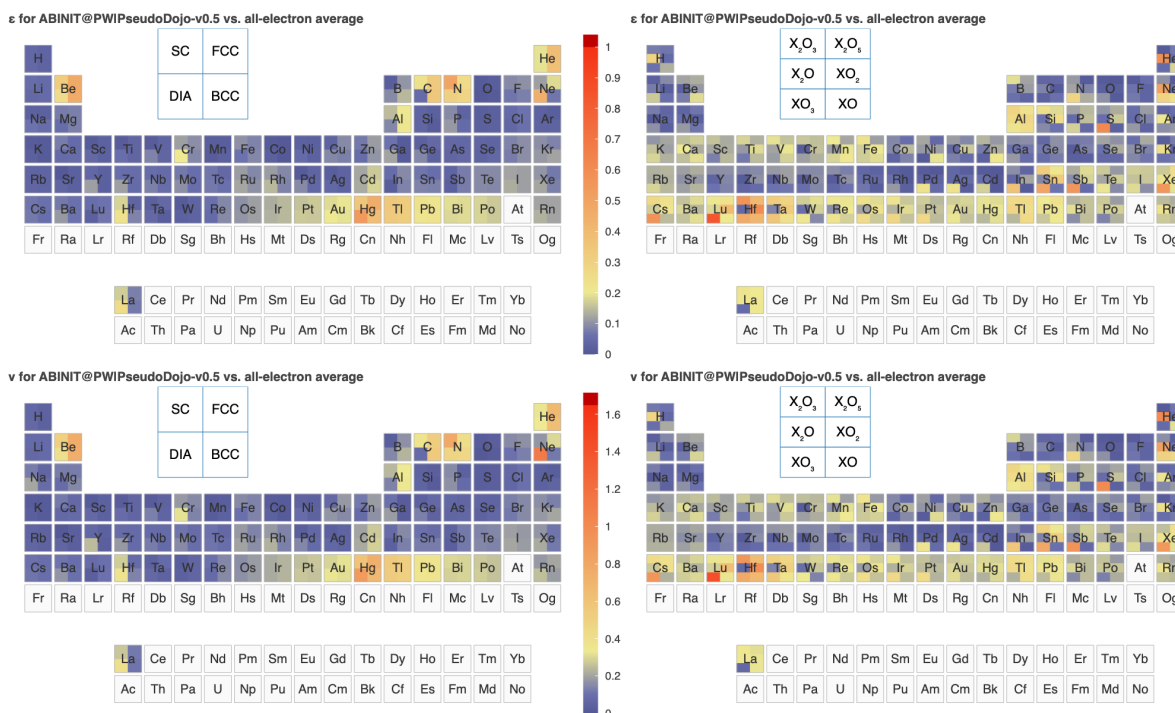 ε for ABINIT@PW|PseudoDojo-v0.5 vs. all-electron average
SC FCC
DIA BCC
H He
Li Be B C N O F Ne
Na Mg Al Si P S Cl Ar
K Ca Sc Ti V Cr Mn Fe Co Ni Cu Zn Ga Ge As Se Br Kr
Rb Sr Y Zr Nb Mo Tc Ru Rh Pd Ag Cd In Sn Sb Te I Xe
Cs Ba Lu Hf Ta W Re Os Ir Pt Au Hg Tl Pb Bi Po At Rn
Fr Ra Lr Rf Db Sg Bh Hs Mt Ds Rg Cn Nh Fl Mc Lv Ts Og
La Ce Pr Nd Pm Sm Eu Gd Tb Dy Ho Er Tm Yb
Ac Th Pa U Np Pu Am Cm Bk Cf Es Fm Md No
1
0.9
0.8
0.7
0.6
0.5
0.4
0.3
0.2
0.1
0
ε for ABINIT@PW|PseudoDojo-v0.5 vs. all-electron average
X₂O₃ X₂O₅
X₂O XO₂
XO₃ XO
H He
Li Be B C N O F Ne
Na Mg Al Si P S Cl Ar
K Ca Sc Ti V Cr Mn Fe Co Ni Cu Zn Ga Ge As Se Br Kr
Rb Sr Y Zr Nb Mo Tc Ru Rh Pd Ag Cd In Sn Sb Te I Xe
Cs Ba Lu Hf Ta W Re Os Ir Pt Au Hg Tl Pb Bi Po At Rn
Fr Ra Lr Rf Db Sg Bh Hs Mt Ds Rg Cn Nh Fl Mc Lv Ts Og
La Ce Pr Nd Pm Sm Eu Gd Tb Dy Ho Er Tm Yb
Ac Th Pa U Np Pu Am Cm Bk Cf Es Fm Md No
ν for ABINIT@PW|PseudoDojo-v0.5 vs. all-electron average
SC FCC
DIA BCC
H He
Li Be B C N O F Ne
Na Mg Al Si P S Cl Ar
K Ca Sc Ti V Cr Mn Fe Co Ni Cu Zn Ga Ge As Se Br Kr
Rb Sr Y Zr Nb Mo Tc Ru Rh Pd Ag Cd In Sn Sb Te I Xe
Cs Ba Lu Hf Ta W Re Os Ir Pt Au Hg Tl Pb Bi Po At Rn
Fr Ra Lr Rf Db Sg Bh Hs Mt Ds Rg Cn Nh Fl Mc Lv Ts Og
La Ce Pr Nd Pm Sm Eu Gd Tb Dy Ho Er Tm Yb
Ac Th Pa U Np Pu Am Cm Bk Cf Es Fm Md No
1.6
1.4
1.2
1
0.8
0.6
0.4
0.2
0
ν for ABINIT@PW|PseudoDojo-v0.5 vs. all-electron average
X₂O₃ X₂O₅
X₂O XO₂
XO₃ XO
H He
Li Be B C N O F Ne
Na Mg Al Si P S Cl Ar
K Ca Sc Ti V Cr Mn Fe Co Ni Cu Zn Ga Ge As Se Br Kr
Rb Sr Y Zr Nb Mo Tc Ru Rh Pd Ag Cd In Sn Sb Te I Xe
Cs Ba Lu Hf Ta W Re Os Ir Pt Au Hg Tl Pb Bi Po At Rn
Fr Ra Lr Rf Db Sg Bh Hs Mt Ds Rg Cn Nh Fl Mc Lv Ts Og
La Ce Pr Nd Pm Sm Eu Gd Tb Dy Ho Er Tm Yb
Ac Th Pa U Np Pu Am Cm Bk Cf Es Fm Md No